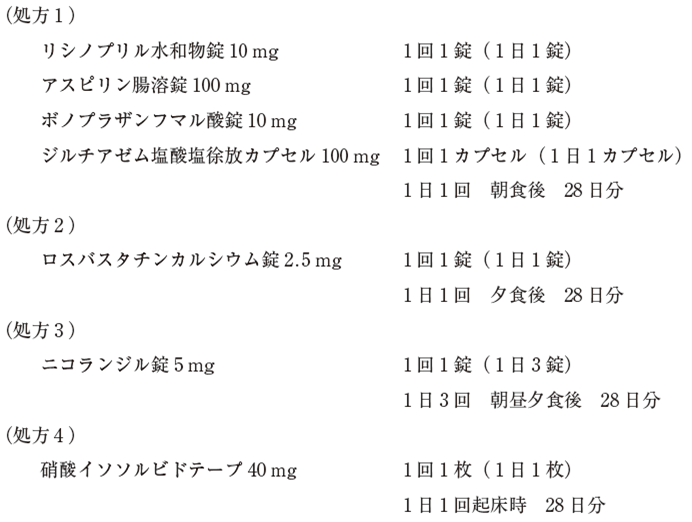 (処方1)
リシノプリル水和物錠 10 mg 1回1錠(1日1錠)
アスピリン腸溶錠 100 mg 1回1錠(1日1錠)
ボノプラザンフマル酸錠 10 mg 1回1錠(1日1錠)
ジルチアゼム塩酸塩徐放カプセル 100 mg 1回1カプセル(1日1カプセル)
1日1回 朝食後 28日分
(処方2)
ロスバスタチンカルシウム錠 2.5 mg 1回1錠(1日1錠)
1日1回 夕食後 28日分
(処方3)
ニコランジル錠 5 mg 1回1錠(1日3錠)
1日3回 朝昼夕食後 28日分
(処方4)
硝酸イソソルビドテープ 40 mg 1回1枚(1日1枚)
1日1回起床時 28日分